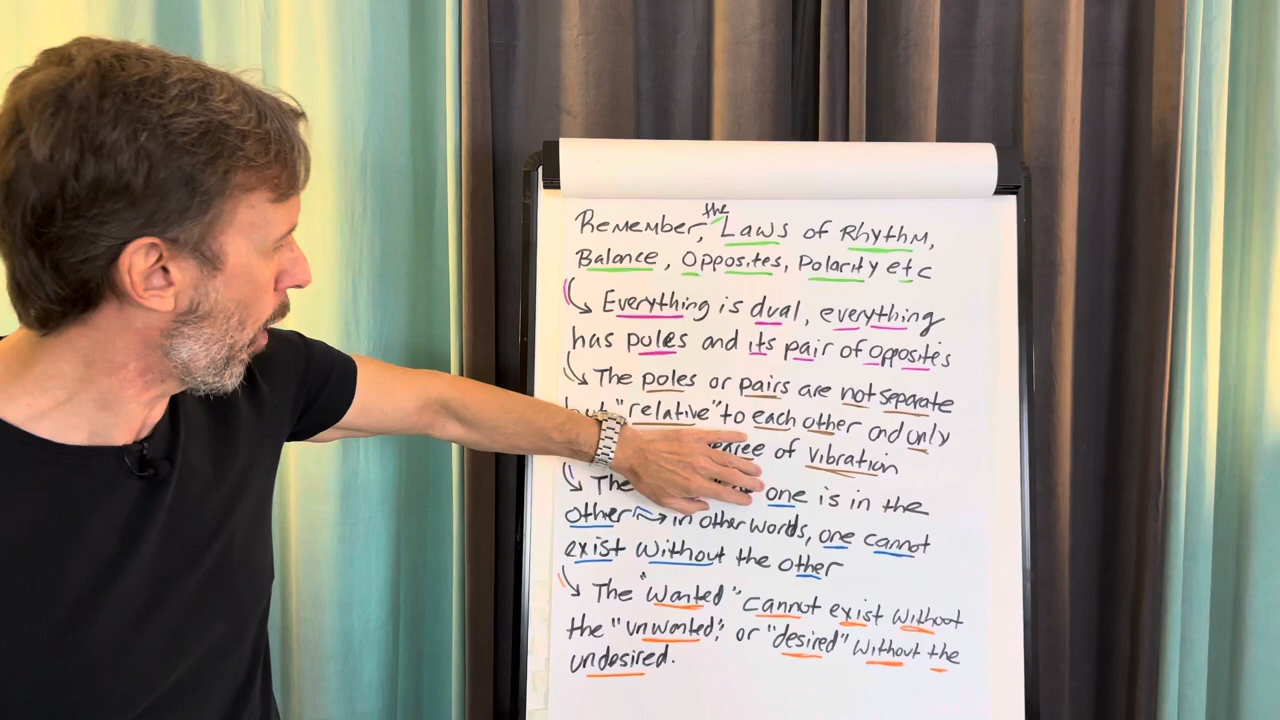 Remember, the Laws of Rhythm,
Balance, Opposites, Polarity etc
Everything is dual, everything
has poles and its pair of opposites
The poles or pairs are not separate
but "relative" to each other and only
of vibration
The one is in the
other in other words, one cannot
exist without the other
The "wanted" cannot exist without
the "unwanted", or "desired" without the
undesired.